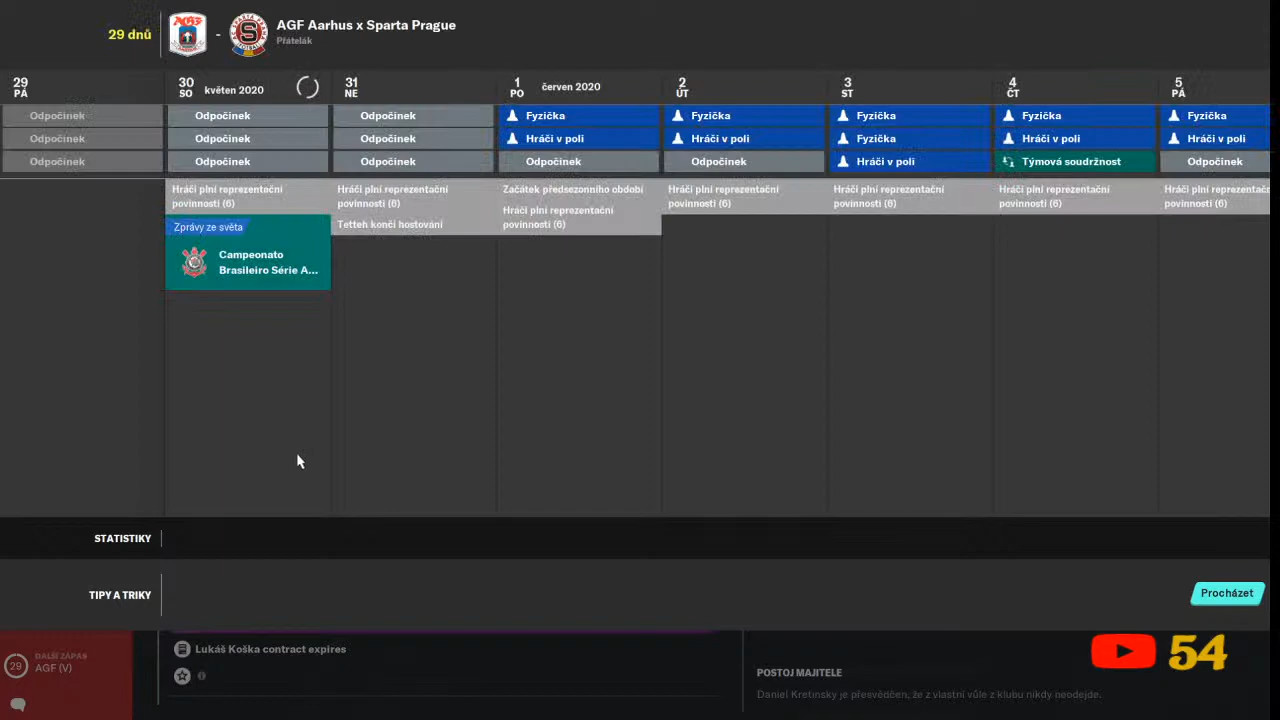 29 dnů
AGF Aarhus x Sparta Prague
Přátelák
29
PÁ
30
SO
květen 2020
31
NE
1
PO
červen 2020
2
ÚT
3
ST
4
ČT
5
PÁ
Odpočinek
Odpočinek
Odpočinek
Fyzička
Fyzička
Fyzička
Fyzička
Fyzička
Odpočinek
Odpočinek
Odpočinek
Hráči v poli
Hráči v poli
Fyzička
Hráči v poli
Hráči v poli
Odpočinek
Odpočinek
Odpočinek
Odpočinek
Odpočinek
Hráči v poli
Týmová soudržnost
Odpočinek
Hráči plní reprezentační
povinnosti (6)
Zprávy ze světa
Campeonato
Brasileiro Série A...
Hráči plní reprezentační
povinnosti (6)
Tetteh končí hostování
Začátek předsezonního období
Hráči plní reprezentační
povinnosti (6)
Hráči plní reprezentační
povinnosti (6)
Hráči plní reprezentační
povinnosti (6)
Hráči plní reprezentační
povinnosti (6)
Hráči plní reprezentač
povinnosti (6)
STATISTIKY
TIPY A TRIKY
Procházet
29
DALŠÍ ZÁPAS
AGF (V)
Lukáš Koška contract expires
POSTOJ MAJITELE
Daniel Kretinsky je přesvědčen, že z vlastní vůle z klubu nikdy neodejde.
54